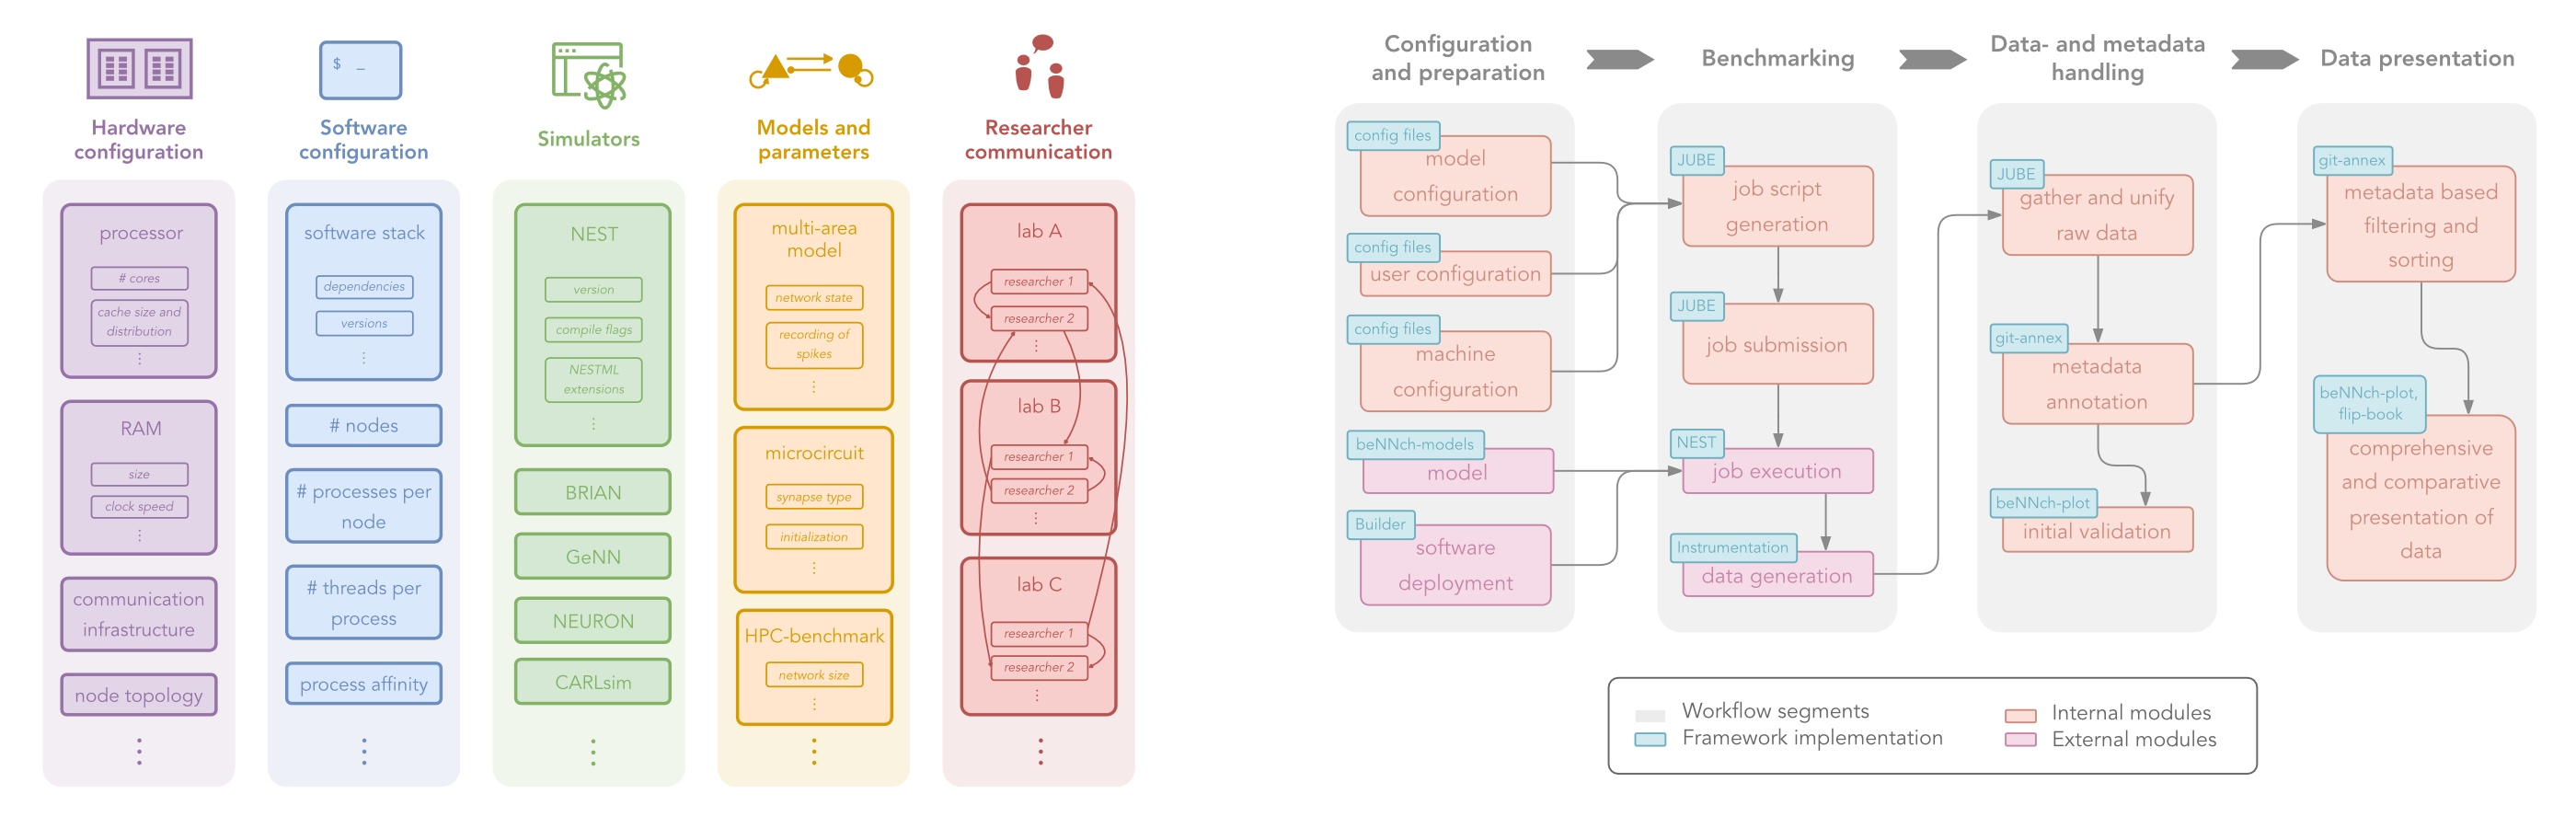 $ _
Hardware
configuration
processor
# cores
cache size and
distribution
RAM
size
clock speed
communication
infrastructure
node topology
Software
configuration
software stack
dependencies
versions
# nodes
# processes per
node
# threads per
process
process affinity
Simulators
NEST
version
compile flags
NESTML
extensions
BRIAN
GeNN
NEURON
CARLsim
Models and
parameters
multi-area
model
network state
recording of
spikes
microcircuit
synapse type
initialization
HPC-benchmark
network size
Researcher
communication
lab A
researcher 1
researcher 2
lab B
researcher 1
researcher 2
lab C
researcher 1
researcher 2
Configuration
and preparation
config files
model
configuration
config files
user configuration
config files
machine
configuration
beNNch-models
model
Builder
software
deployment
Benchmarking
JUBE
job script
generation
JUBE
job submission
NEST
job execution
Instrumentation
data generation
Data- and metadata
handling
JUBE
gather and unify
raw data
git-annex
metadata
annotation
beNNch-plot
initial validation
Data presentation
git-annex
metadata based
filtering and
sorting
beNNch-plot,
flip-book
comprehensive
and comparative
presentation of
data
Workflow segments
Framework implementation
Internal modules
External modules